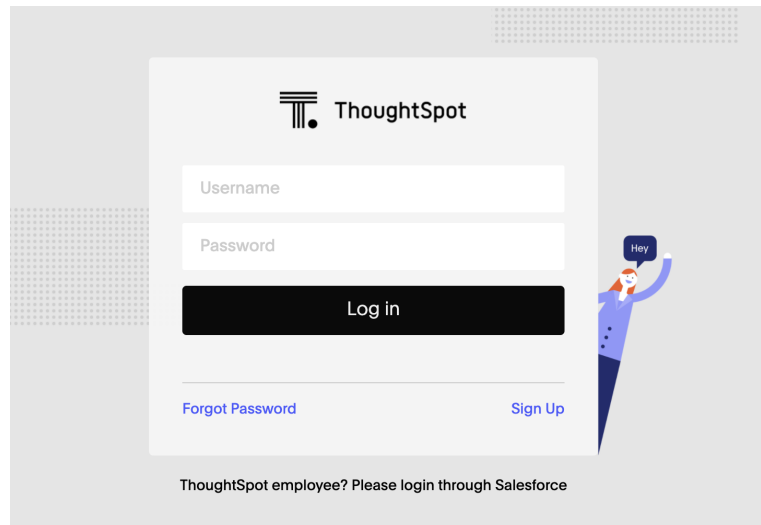 ThoughtSpot
Username
Password
Log in
Hey
Forgot Password
Sign Up
ThoughtSpot employee? Please login through Salesforce